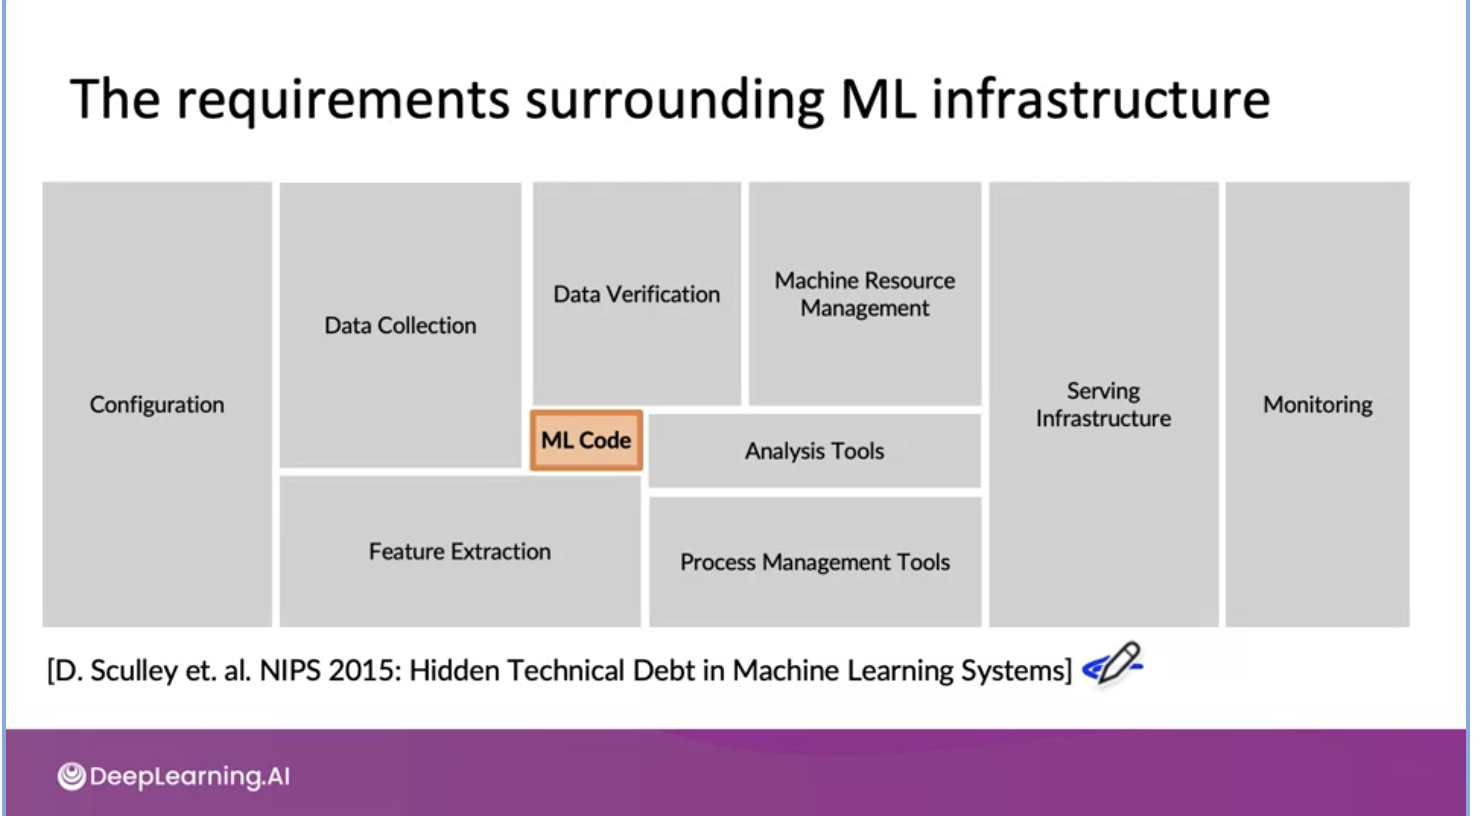 The requirements surrounding ML infrastructure
Configuration
Data Collection
Data Verification
Machine Resource
Management
ML Code
Analysis Tools
Feature Extraction
Process Management Tools
Serving
Infrastructure
Monitoring
[D. Sculley et. al. NIPS 2015: Hidden Technical Debt in Machine Learning Systems]
DeepLearning.AI